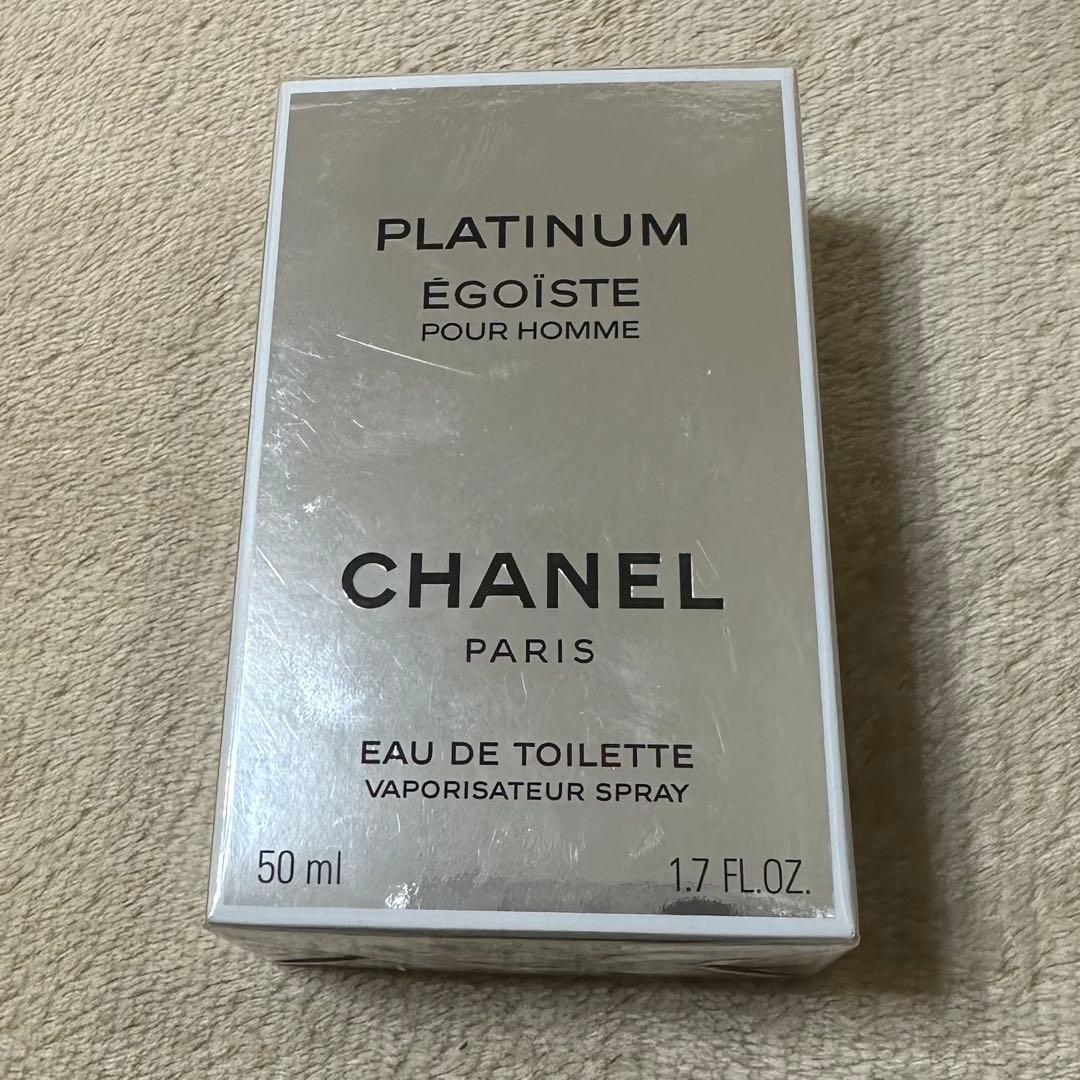 PLATINUM
ÉGOÏSTE
POUR HOMME
CHANEL
PARIS
EAU DE TOILETTE
VAPORISATEUR SPRAY
50 ml 1.7 FL.OZ.